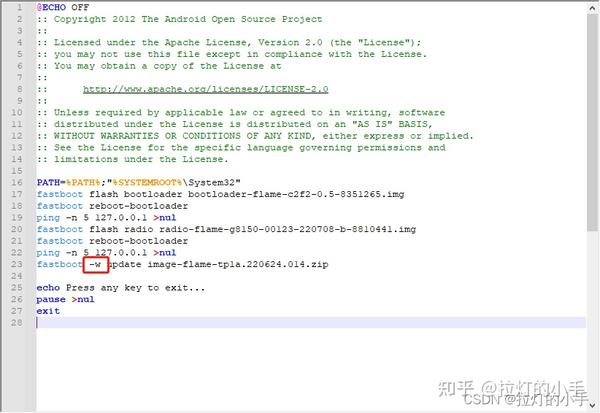 1 @ECHO OFF
2 :: Copyright 2012 The Android Open Source Project
3 ::
4 :: Licensed under the Apache License, Version 2.0 (the "License");
5 :: you may not use this file except in compliance with the License.
6 :: You may obtain a copy of the License at
7 ::
8 :: http://www.apache.org/licenses/LICENSE-2.0
9 ::
10 :: Unless required by applicable law or agreed to in writing, software
11 :: distributed under the License is distributed on an "AS IS" BASIS,
12 :: WITHOUT WARRANTIES OR CONDITIONS OF ANY KIND, either express or implied.
13 :: See the License for the specific language governing permissions and
14 :: limitations under the License.
15
16 PATH=%PATH%;"%SYSTEMROOT%\System32"
17 fastboot flash bootloader bootloader-flame-c2f2-0.5-8351265.img
18 fastboot reboot-bootloader
19 ping -n 5 127.0.0.1 >nul
20 fastboot flash radio radio-flame-g8150-00123-220708-b-8810441.img
21 fastboot reboot-bootloader
22 ping -n 5 127.0.0.1 >nul
23 fastboot -w update image-flame-tp1a.220624.014.zip
24
25 echo Press any key to exit...
26 pause >nul
27 exit
28
知乎 @拉灯的小手
CSDN @拉灯的小手